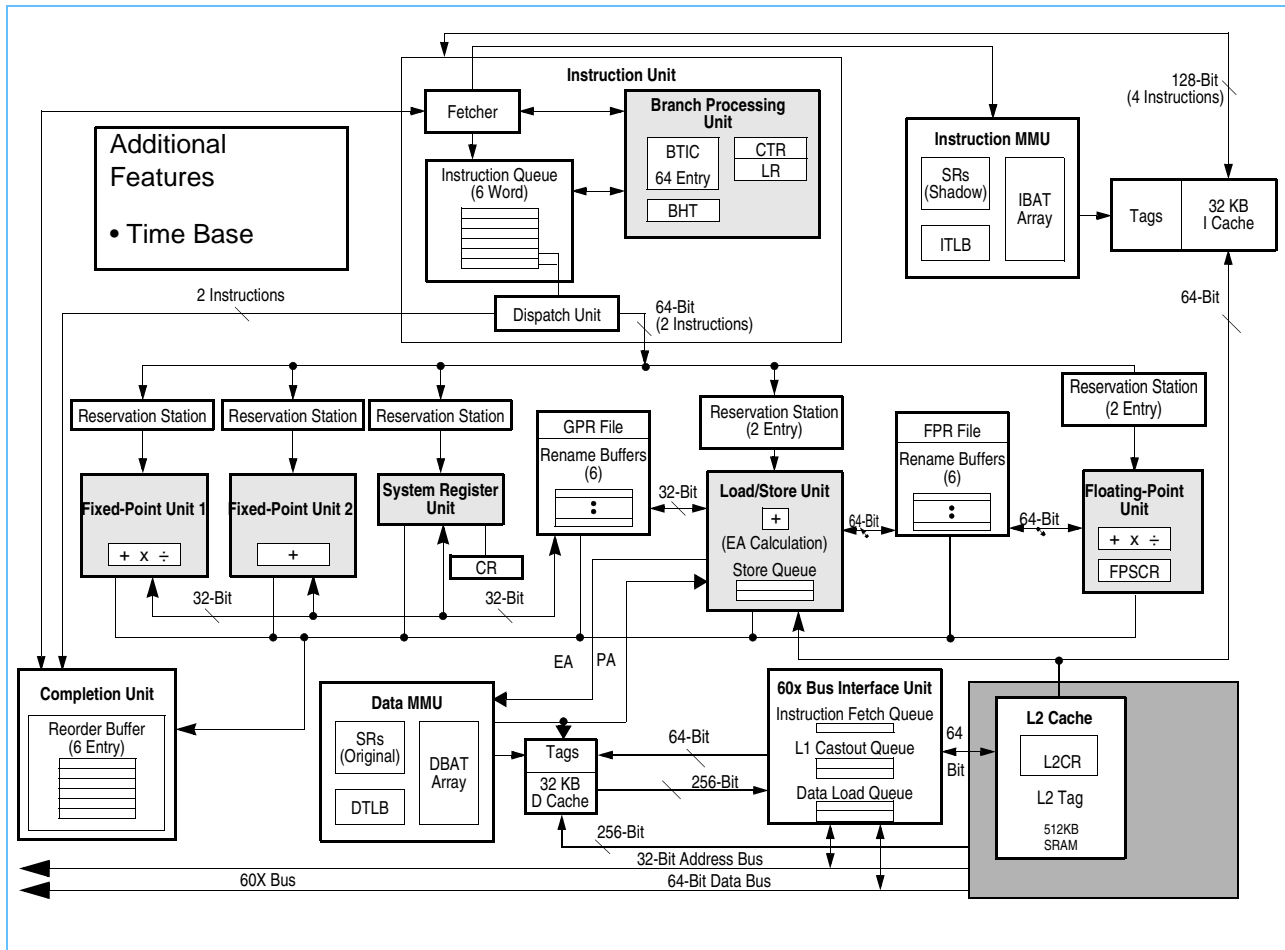 Instruction Unit
Fetcher
Branch Processing
Unit
BTIC
64 Entry
CTR
LR
BHT
128-Bit
(4 Instructions)
Additional
Features
• Time Base
Instruction Queue
(6 Word)
Instruction MMU
SRs
(Shadow)
IBAT
Array
ITLB
Tags
32 KB
I Cache
2 Instructions
Dispatch Unit
64-Bit
(2 Instructions)
64-Bit
Reservation Station
Reservation Station
Reservation Station
Reservation Station
(2 Entry)
Reservation Station
(2 Entry)
GPR File
Rename Buffers
(6)
FPR File
Rename Buffers
(6)
Fixed-Point Unit 1
+ x ÷
Fixed-Point Unit 2
+
System Register
Unit
CR
32-Bit
Load/Store Unit
+
(EA Calculation)
Store Queue
64-Bit
64-Bit
Floating-Point
Unit
+ x ÷
FPSCR
32-Bit
32-Bit
EA
PA
Completion Unit
Reorder Buffer
(6 Entry)
Data MMU
SRs
(Original)
DBAT
Array
DTLB
Tags
32 KB
D Cache
64-Bit
256-Bit
60x Bus Interface Unit
Instruction Fetch Queue
L1 Castout Queue
Data Load Queue
64
Bit
L2 Cache
L2CR
L2 Tag
512KB
SRAM
256-Bit
32-Bit Address Bus
60X Bus
64-Bit Data Bus